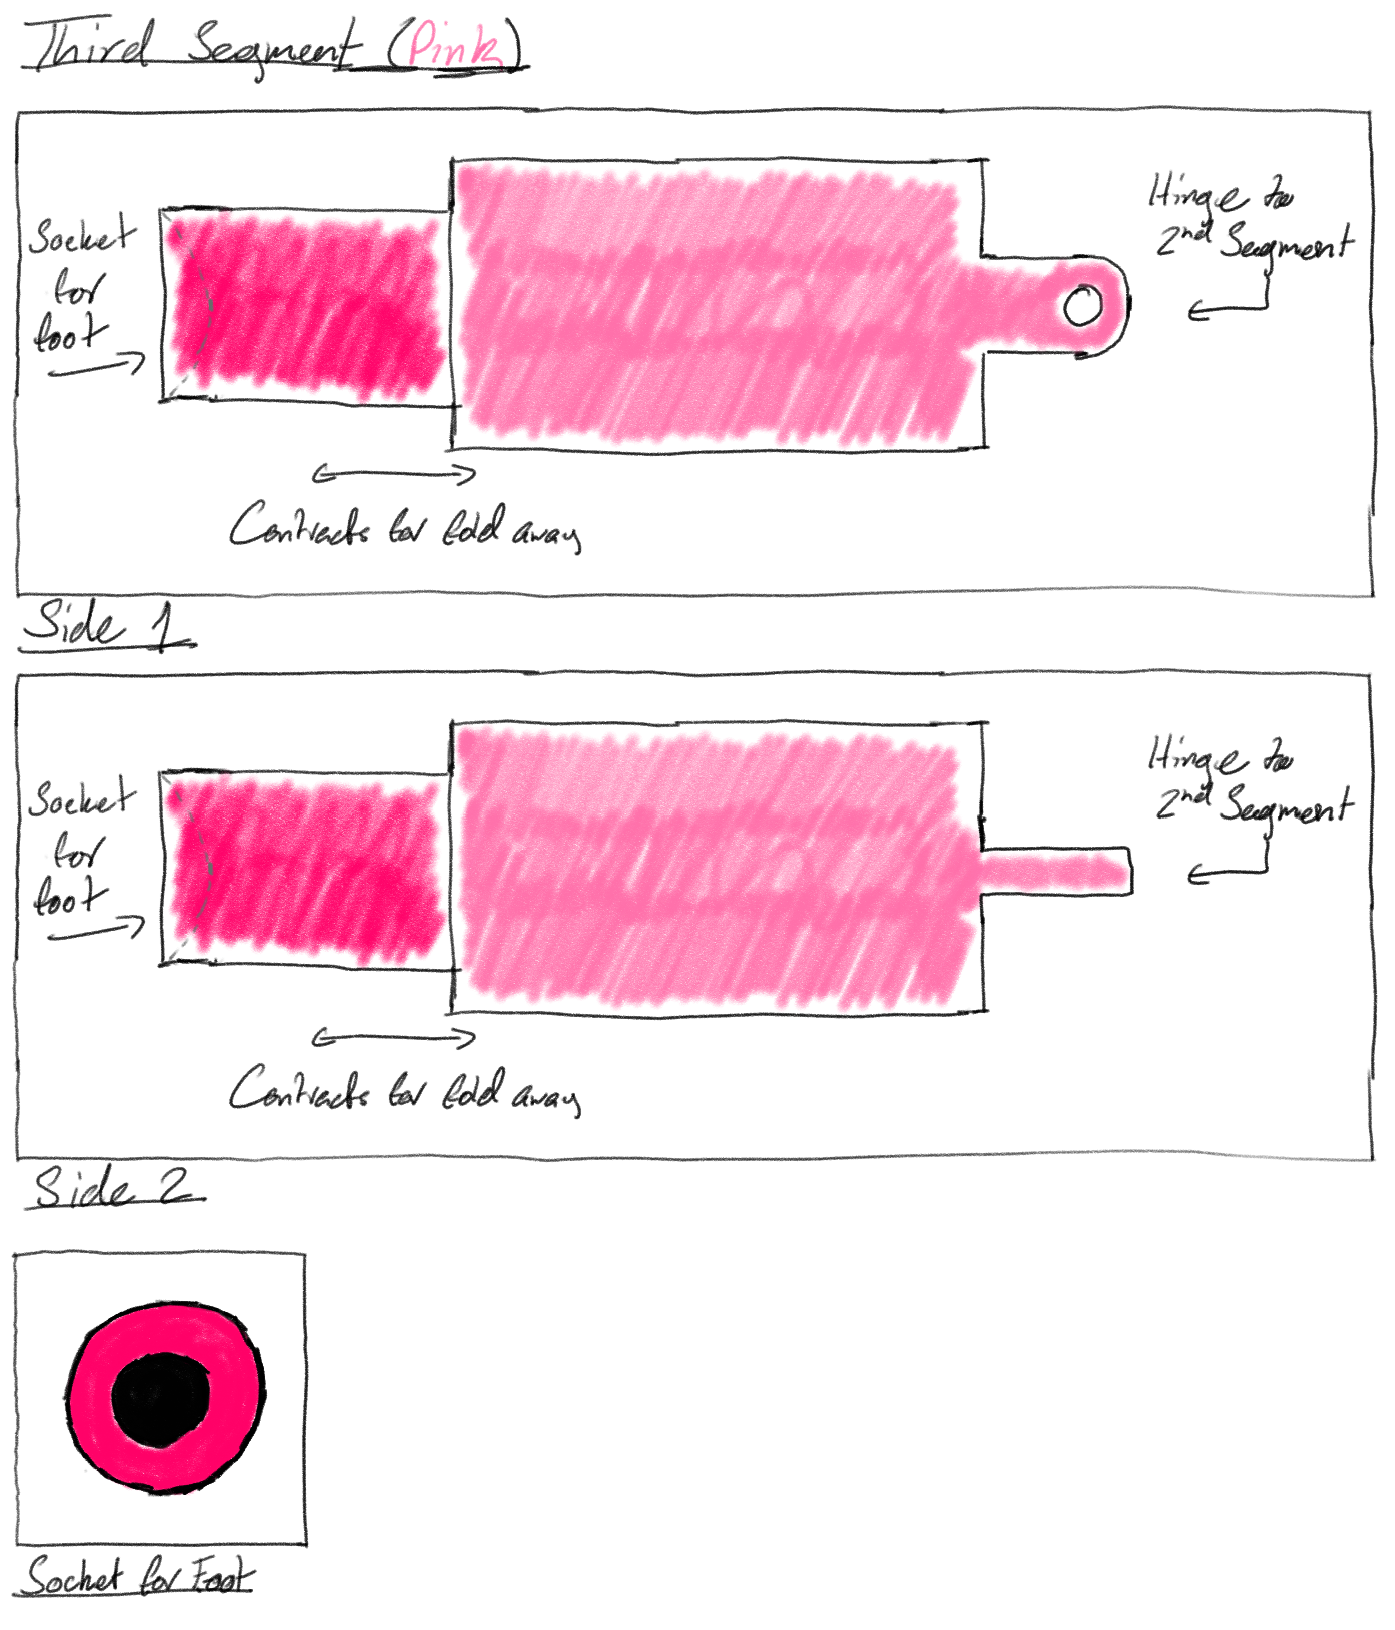 Third Segment (Pink)
Socket
for
foot
Hinge to
2nd Segment
Contracts for fold away
Side 1
Socket
for
foot
Hinge to
2nd Segment
Contracts for fold away
Side 2
Socket for Foot